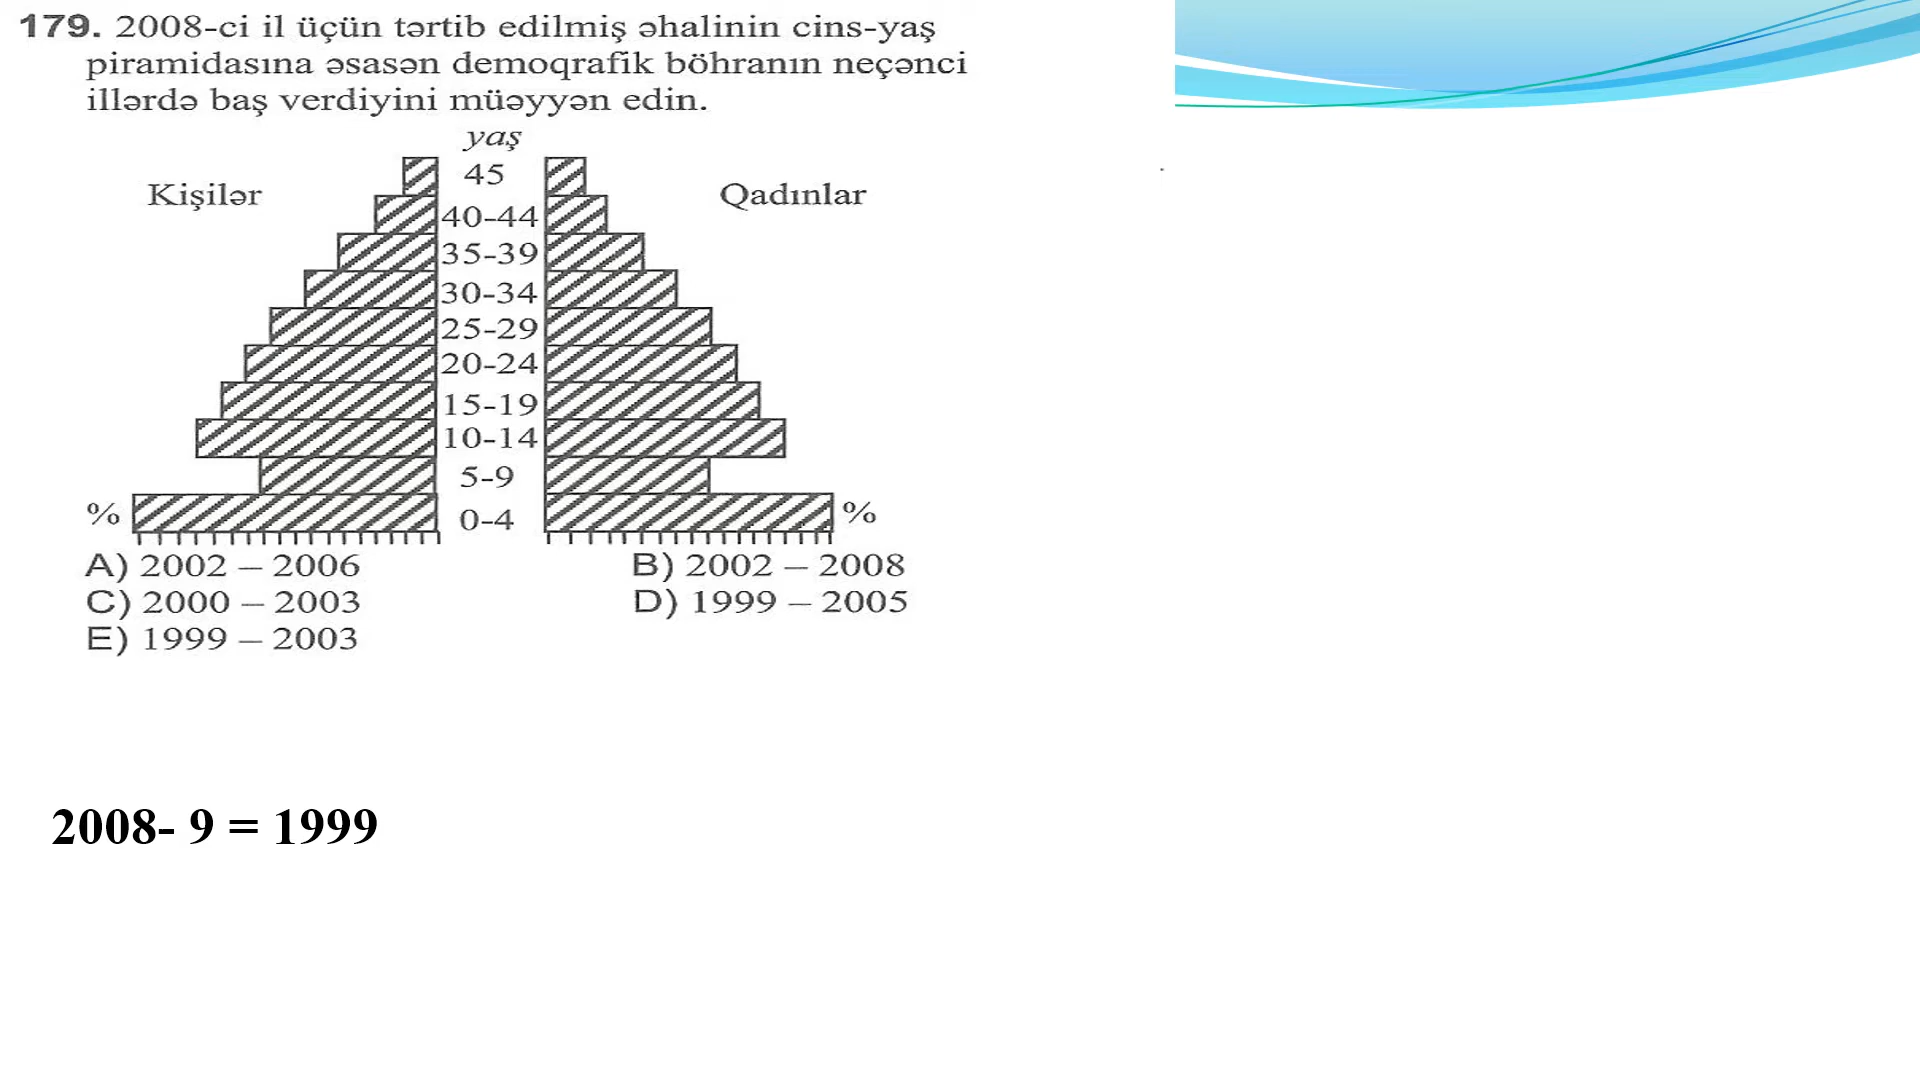 179. 2008-ci il üçün tərtib edilmiş əhalinin cins-yaş
piramidasına əsasən demoqrafik böhranın neçənci
illərdə baş verdiyini müəyyən edin.
yaş
45
Kişilər
Qadınlar
40-44
35-39
30-34
25-29
20-24
15-19
10-14
5-9
% 0-4 %
A) 2002 – 2006 B) 2002 – 2008
C) 2000 – 2003 D) 1999 – 2005
E) 1999 – 2003
2008- 9 = 1999